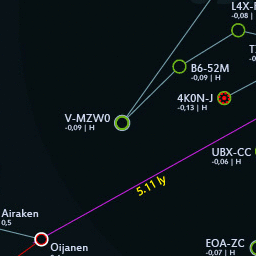 L4X-
-0,08 |
B6-52M
-0,09 | H
4K0N-J
-0,13 | H
V-MZW0
-0,09 | H
UBX-CC
-0,06 | H
5.11 ly
Airaken
0,5
Oijanen
EOA-ZC
-0,07 | H